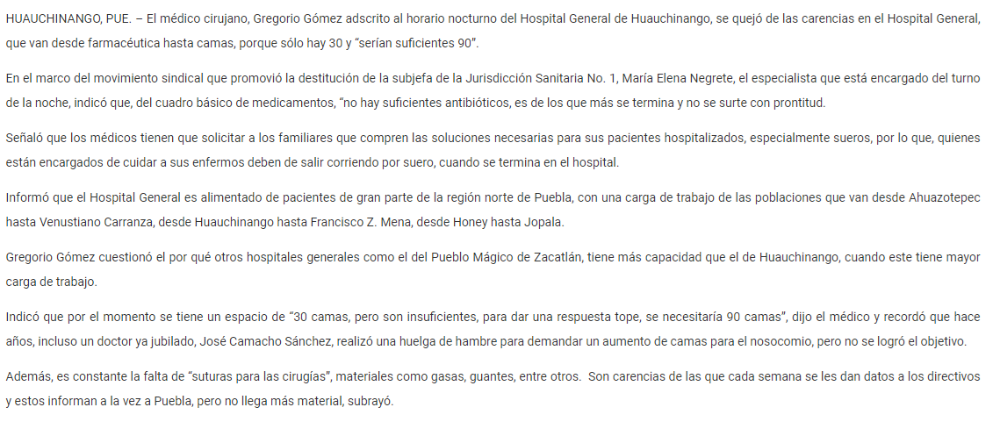 HUAUCHINANGO, PUE. – El médico cirujano, Gregorio Gómez adscrito al horario nocturno del Hospital General de Huauchinango, se quejó de las carencias en el Hospital General,
que van desde farmacéutica hasta camas, porque sólo hay 30 y “serían suficientes 90”.
En el marco del movimiento sindical que promovió la destitución de la subjefa de la Jurisdicción Sanitaria No. 1, María Elena Negrete, el especialista que está encargado del turno
de la noche, indicó que, del cuadro básico de medicamentos, “no hay suficientes antibióticos, es de los que más se termina y no se surte con prontitud.
Señaló que los médicos tienen que solicitar a los familiares que compren las soluciones necesarias para sus pacientes hospitalizados, especialmente sueros, por lo que, quienes
están encargados de cuidar a sus enfermos deben de salir corriendo por suero, cuando se termina en el hospital.
Informó que el Hospital General es alimentado de pacientes de gran parte de la región norte de Puebla, con una carga de trabajo de las poblaciones que van desde Ahuazotepec
hasta Venustiano Carranza, desde Huauchinango hasta Francisco Z. Mena, desde Honey hasta Jopala.
Gregorio Gómez cuestionó el por qué otros hospitales generales como el del Pueblo Mágico de Zacatlán, tiene más capacidad que el de Huauchinango, cuando este tiene mayor
carga de trabajo.
Indicó que por el momento se tiene un espacio de “30 camas, pero son insuficientes, para dar una respuesta tope, se necesitaría 90 camas”, dijo el médico y recordó que hace
años, incluso un doctor ya jubilado, José Camacho Sánchez, realizó una huelga de hambre para demandar un aumento de camas para el nosocomio, pero no se logró el objetivo.
Además, es constante la falta de “suturas para las cirugías”, materiales como gasas, guantes, entre otros.  Son carencias de las que cada semana se les dan datos a los directivos
y estos informan a la vez a Puebla, pero no llega más material, subrayó.